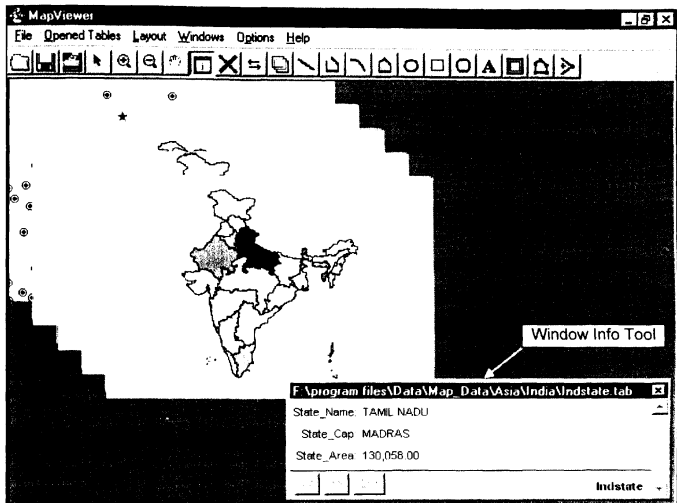 MapViewer
File Opened Tables Layout Windows Options Help
A
Window Info Tool
F:\program files\Data\Map_Data\Asia\India\Indstate.tab
State_Name: TAMIL NADU
State_Cap MADRAS
State_Area 130,058.00
Indstate